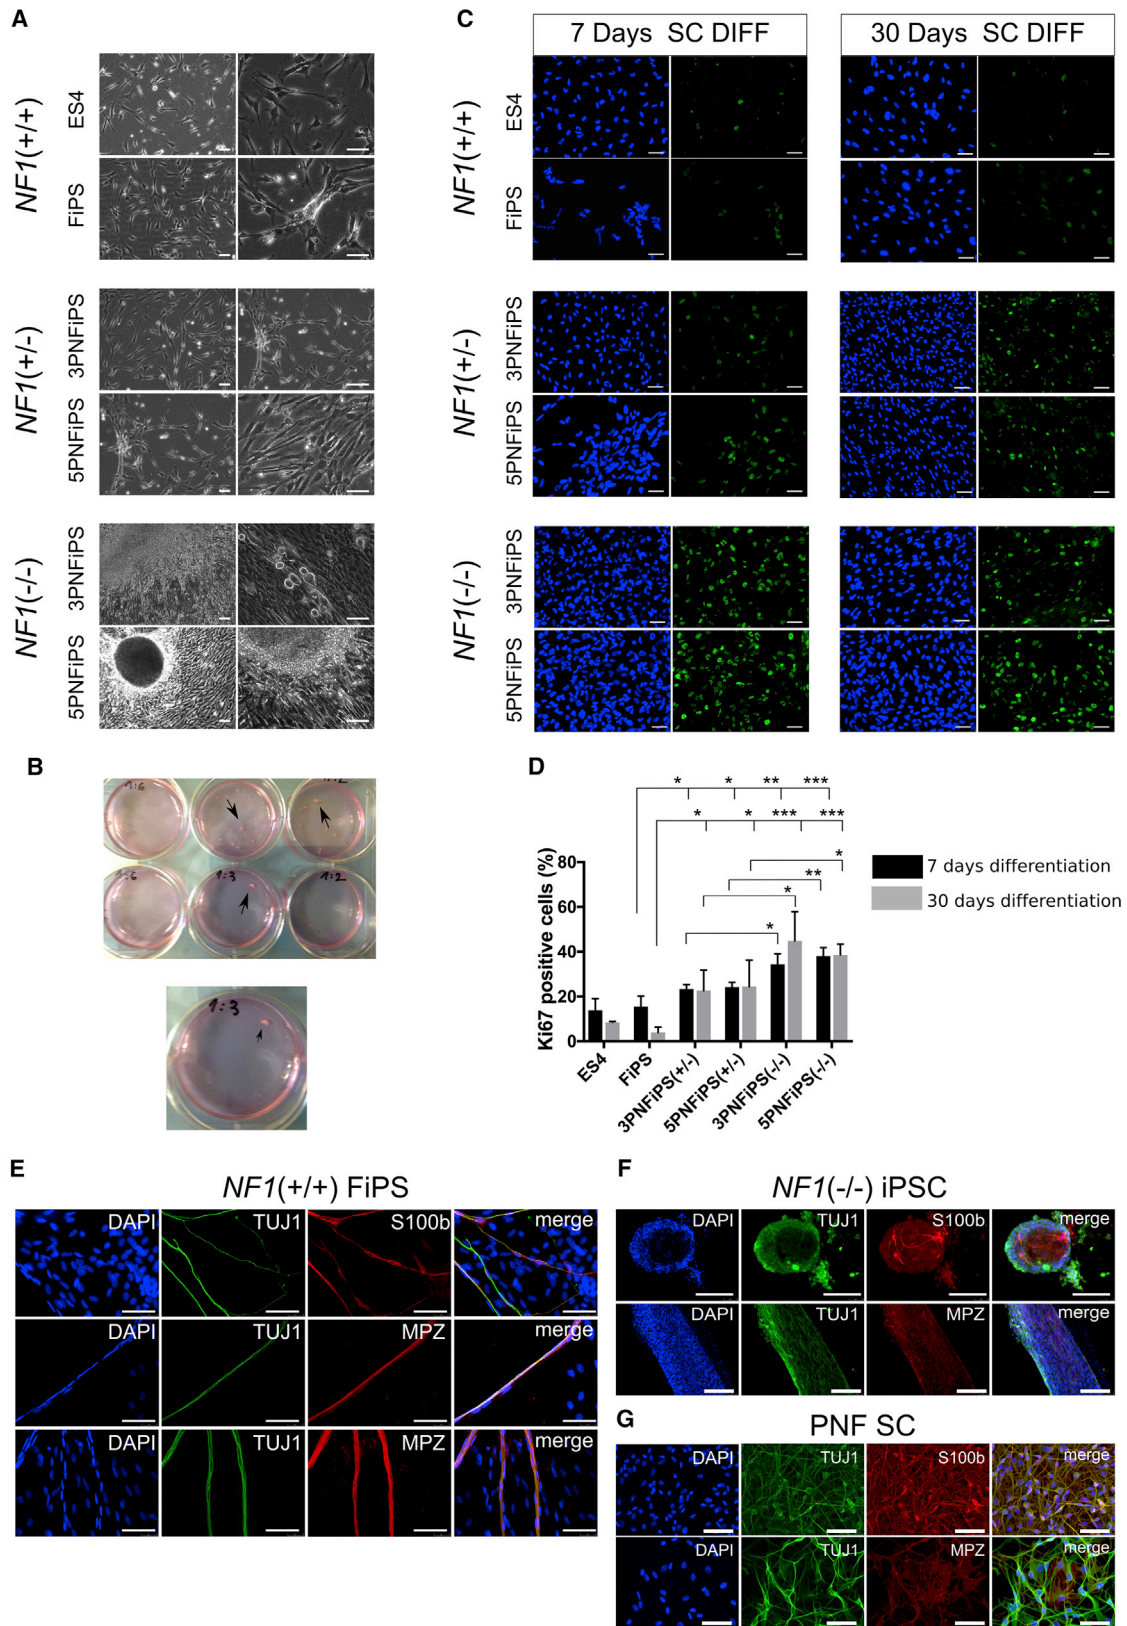 A
NF1(+/+)
ES4
FiPS
NF1(+/-)
3PNFiPS
5PNFiPS
NF1(-/-)
3PNFiPS
5PNFiPS
B
1:6
1:2
1:3
1:2
1:3
C
7 Days SC DIFF
30 Days SC DIFF
NF1(+/+)
ES4
FiPS
NF1(+/-)
3PNFiPS
5PNFiPS
NF1(-/-)
3PNFiPS
5PNFiPS
D
* * ** ***
* * *** ***
*
**
*
*
Ki67 positive cells (%)
80
60
40
20
0
ES4
FiPS
3PNFiPS(+/-)
5PNFiPS(+/-)
3PNFiPS(-/-)
5PNFiPS(-/-)
7 days differentiation
30 days differentiation
E
NF1(+/+) FiPS
DAPI TUJ1 S100b merge
DAPI TUJ1 MPZ merge
DAPI TUJ1 MPZ merge
F
NF1(-/-) iPSC
DAPI TUJ1 S100b merge
DAPI TUJ1 MPZ merge
G
PNF SC
DAPI TUJ1 S100b merge
DAPI TUJ1 MPZ merge